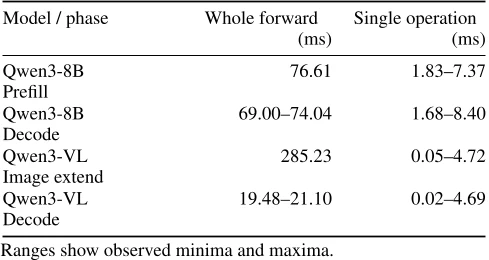 Model / phase Whole forward Single operation
(ms) (ms)
Qwen3-8B 76.61 1.83–7.37
Prefill
Qwen3-8B 69.00–74.04 1.68–8.40
Decode
Qwen3-VL 285.23 0.05–4.72
Image extend
Qwen3-VL 19.48–21.10 0.02–4.69
Decode
Ranges show observed minima and maxima.